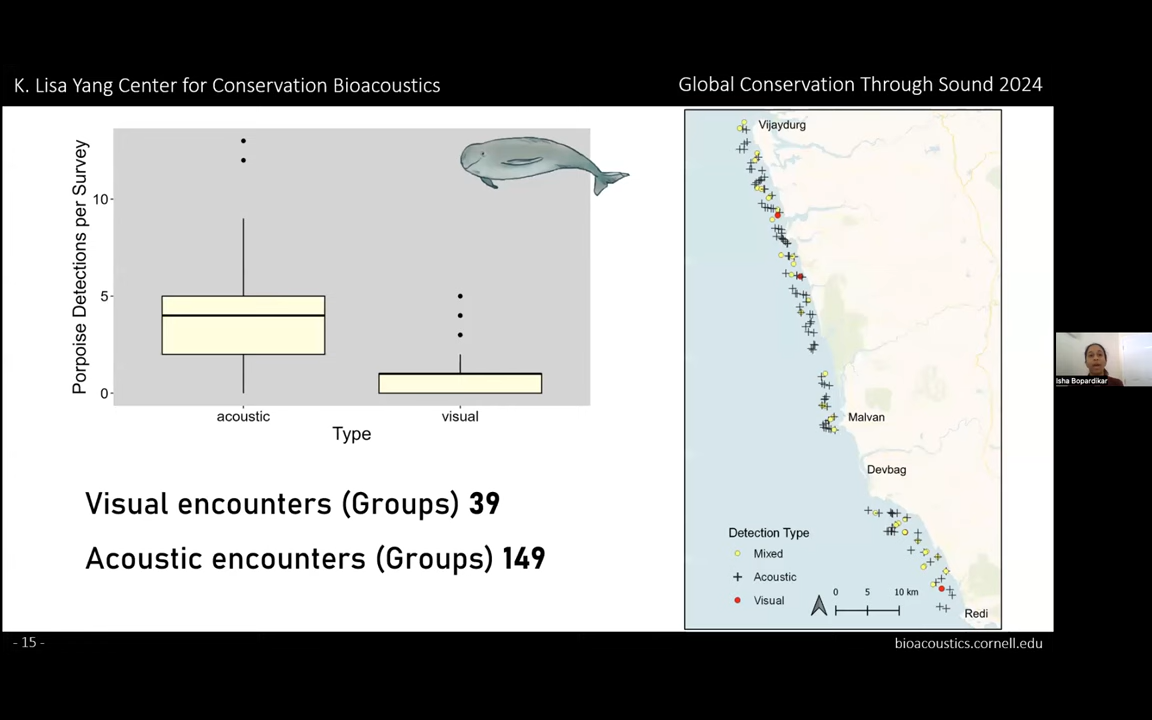 K. Lisa Yang Center for Conservation Bioacoustics
Global Conservation Through Sound 2024
Porpoise Detections per Survey
10
5
0
acoustic
visual
Type
Visual encounters (Groups) 39
Acoustic encounters (Groups) 149
Vijaydurg
Malvan
Devbag
Redi
Detection Type
Mixed
Acoustic
Visual
0 5 10 km
Isha Bopardikar
- 15 -
bioacoustics.cornell.edu